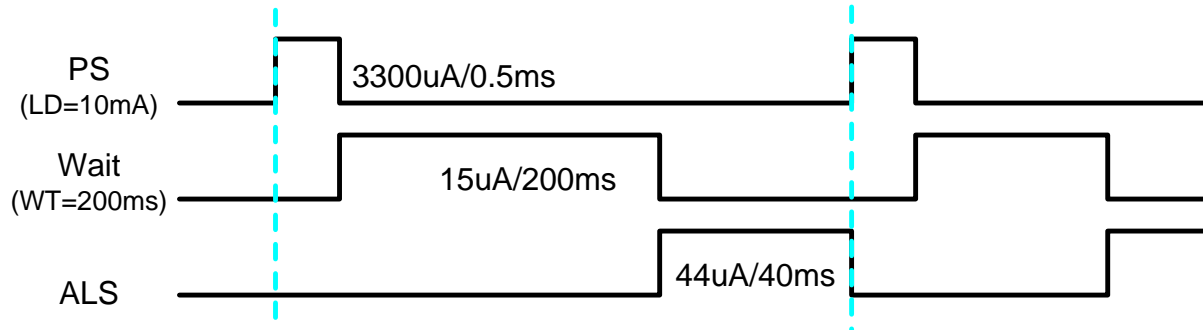 PS
(LD=10mA)
3300uA/0.5ms
Wait
(WT=200ms)
15uA/200ms
ALS
44uA/40ms